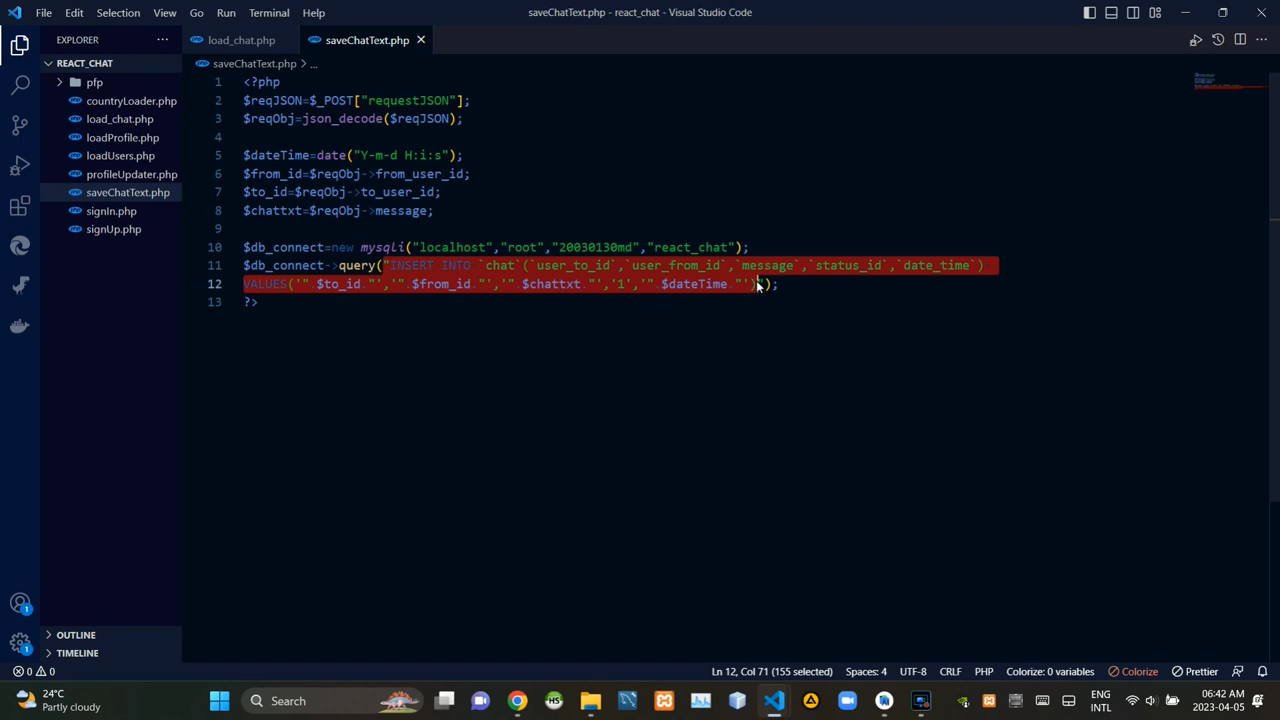 File Edit Selection View Go Run Terminal Help
saveChatText.php - react_chat - Visual Studio Code
EXPLORER
load_chat.php
saveChatText.php
REACT_CHAT
saveChatText.php > ...
pfp
countryLoader.php
load_chat.php
loadProfile.php
loadUsers.php
profileUpdater.php
saveChatText.php
signIn.php
signUp.php
1 <?php
2 $reqJSON=$_POST["requestJSON"];
3 $reqObj=json_decode($reqJSON);
4
5 $dateTime=date("Y-m-d H:i:s");
6 $from_id=$reqObj->from_user_id;
7 $to_id=$reqObj->to_user_id;
8 $chattxt=$reqObj->message;
9
10 $db_connect=new mysqli("localhost","root","20030130md","react_chat");
11 $db_connect->query("INSERT INTO `chat`(`user_to_id`,`user_from_id`,`message`,`status_id`,`date_time`)
12 VALUES('".$to_id."','".$from_id."','".$chattxt."','1','".$dateTime."')");
13 ?>
OUTLINE
TIMELINE
1
1
0 0
Ln 12, Col 71 (155 selected)
Spaces: 4
UTF-8
CRLF
PHP
Colorize: 0 variables
Colorize
Prettier
24°C
Partly cloudy
Search
HS
ENG
INTL
06:42 AM
2023-04-05